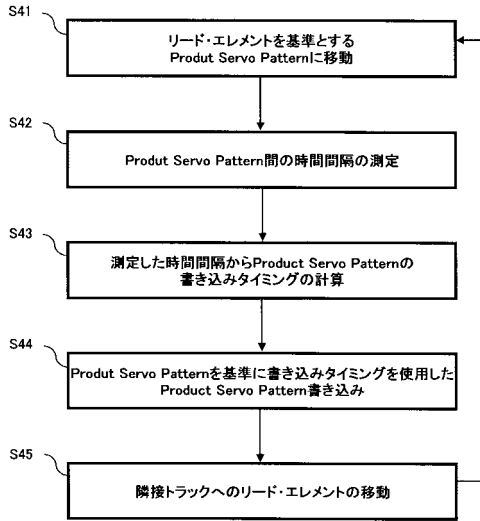 S41
リード・エレメントを基準とする
Produt Servo Patternに移動
S42
Produt Servo Pattern間の時間間隔の測定
S43
測定した時間間隔からProduct Servo Patternの
書き込みタイミングの計算
S44
Produt Servo Patternを基準に書き込みタイミングを使用した
Product Servo Pattern書き込み
S45
隣接トラックへのリード・エレメントの移動